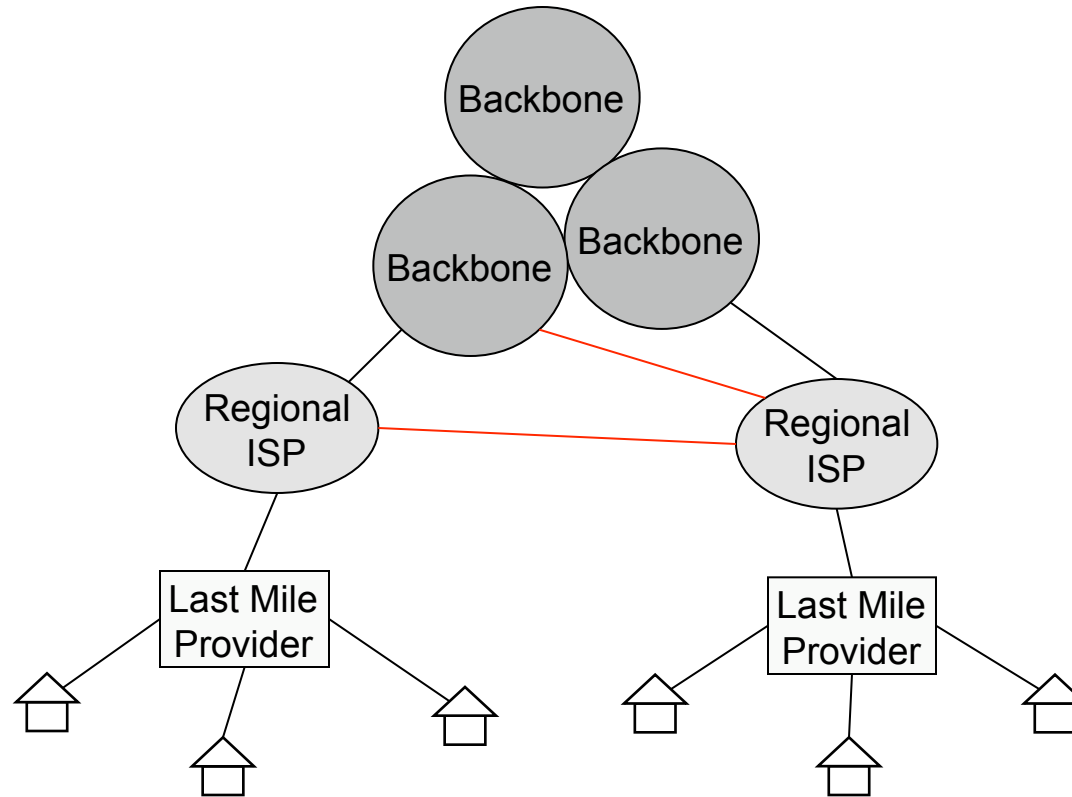 Backbone
Backbone
Backbone
Regional
ISP
Regional
ISP
Last Mile
Provider
Last Mile
Provider